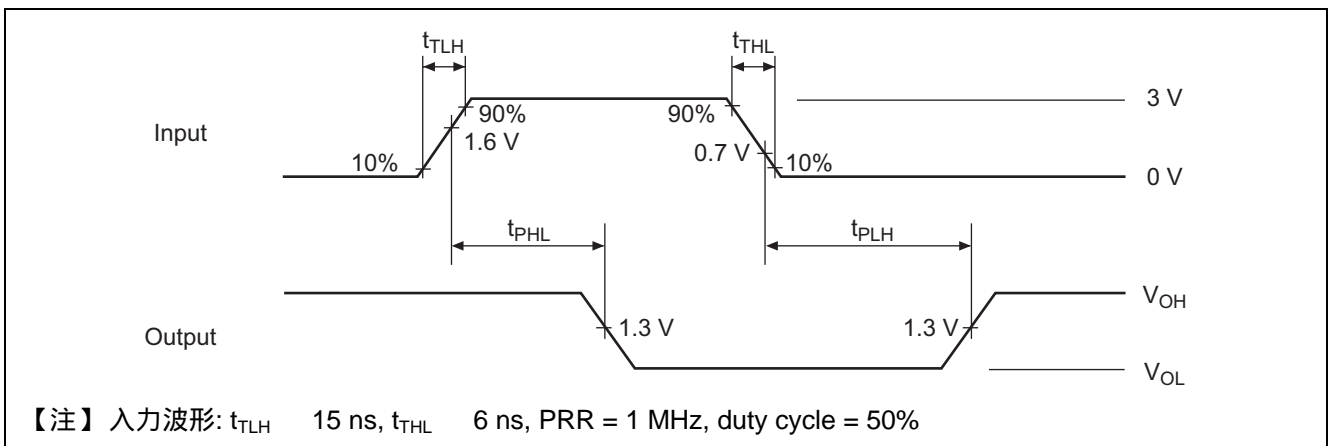 tTLH tTHL
Input 90% 90% 3 V
1.6 V 0.7 V
10% 10% 0 V
tPHL tPLH
VOH
Output 1.3 V 1.3 V
VOL
【注】入力波形: tTLH 15 ns, tTHL 6 ns, PRR = 1 MHz, duty cycle = 50%